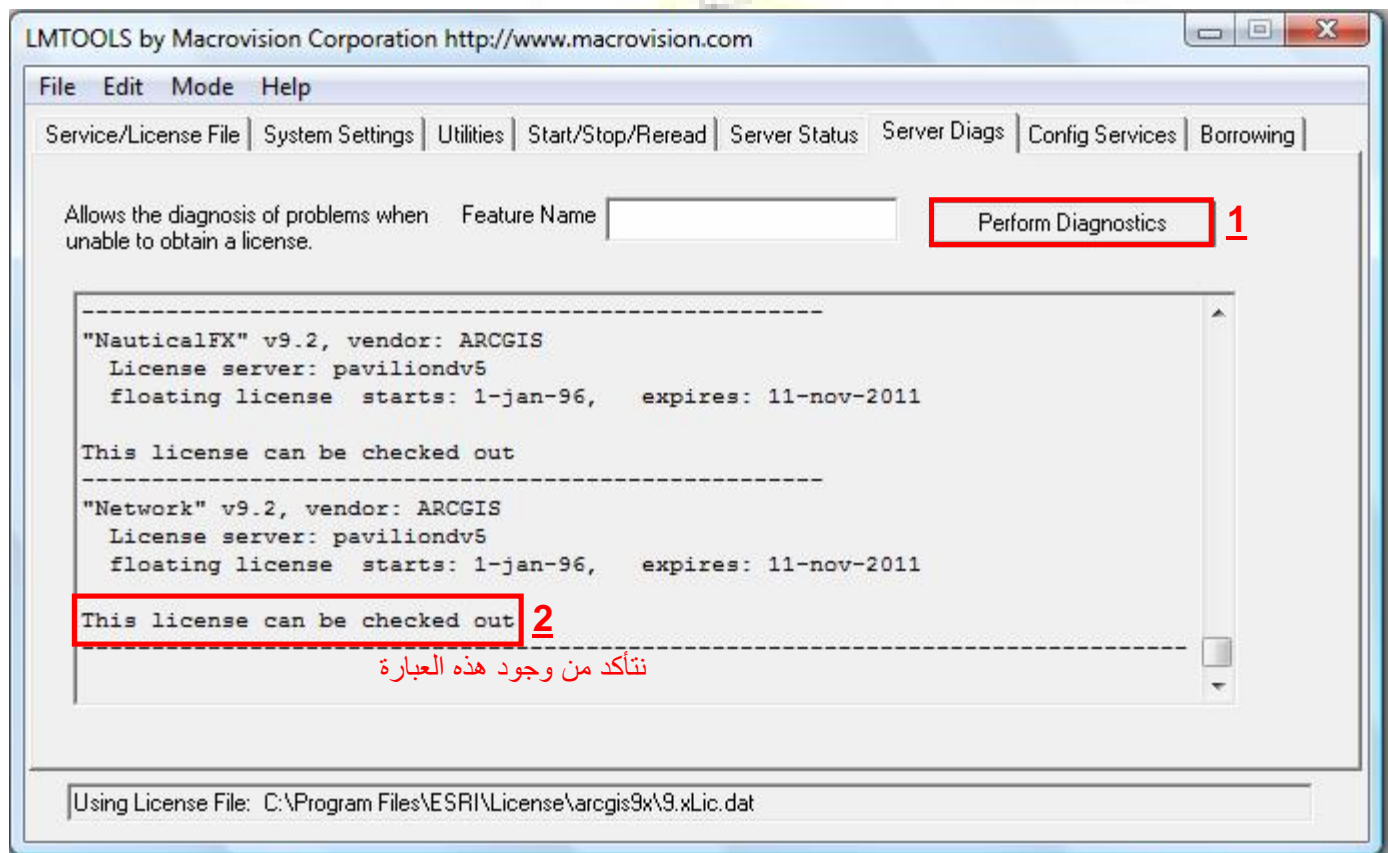 LMTOOLS by Macrovision Corporation http://www.macrovision.com
File Edit Mode Help
Service/License File System Settings Utilities Start/Stop/Reread Server Status Server Diags Config Services Borrowing
Allows the diagnosis of problems when
unable to obtain a license.
Feature Name
Perform Diagnostics
1
------------------------------------------------------
"NauticalFX" v9.2, vendor: ARCGIS
License server: paviliondv5
floating license starts: 1-jan-96, expires: 11-nov-2011
This license can be checked out
------------------------------------------------------
"Network" v9.2, vendor: ARCGIS
License server: paviliondv5
floating license starts: 1-jan-96, expires: 11-nov-2011
This license can be checked out
2
--------------------------------------------------------------------------------
نتأكد من وجود هذه العبارة
Using License File: C:\Program Files\ESRI\License\arcgis9x\9.xLic.dat